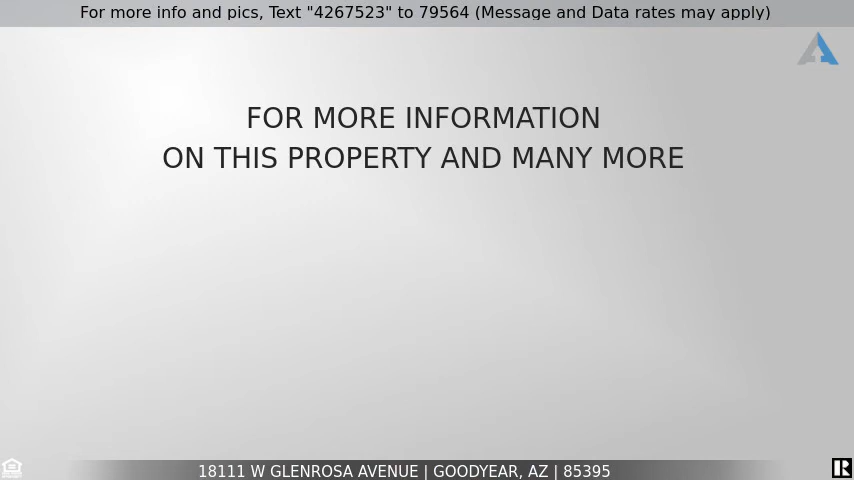 For more info and pics, Text "4267523" to 79564 (Message and Data rates may apply)
FOR MORE INFORMATION
ON THIS PROPERTY AND MANY MORE
18111 W GLENROSA AVENUE | GOODYEAR, AZ | 85395